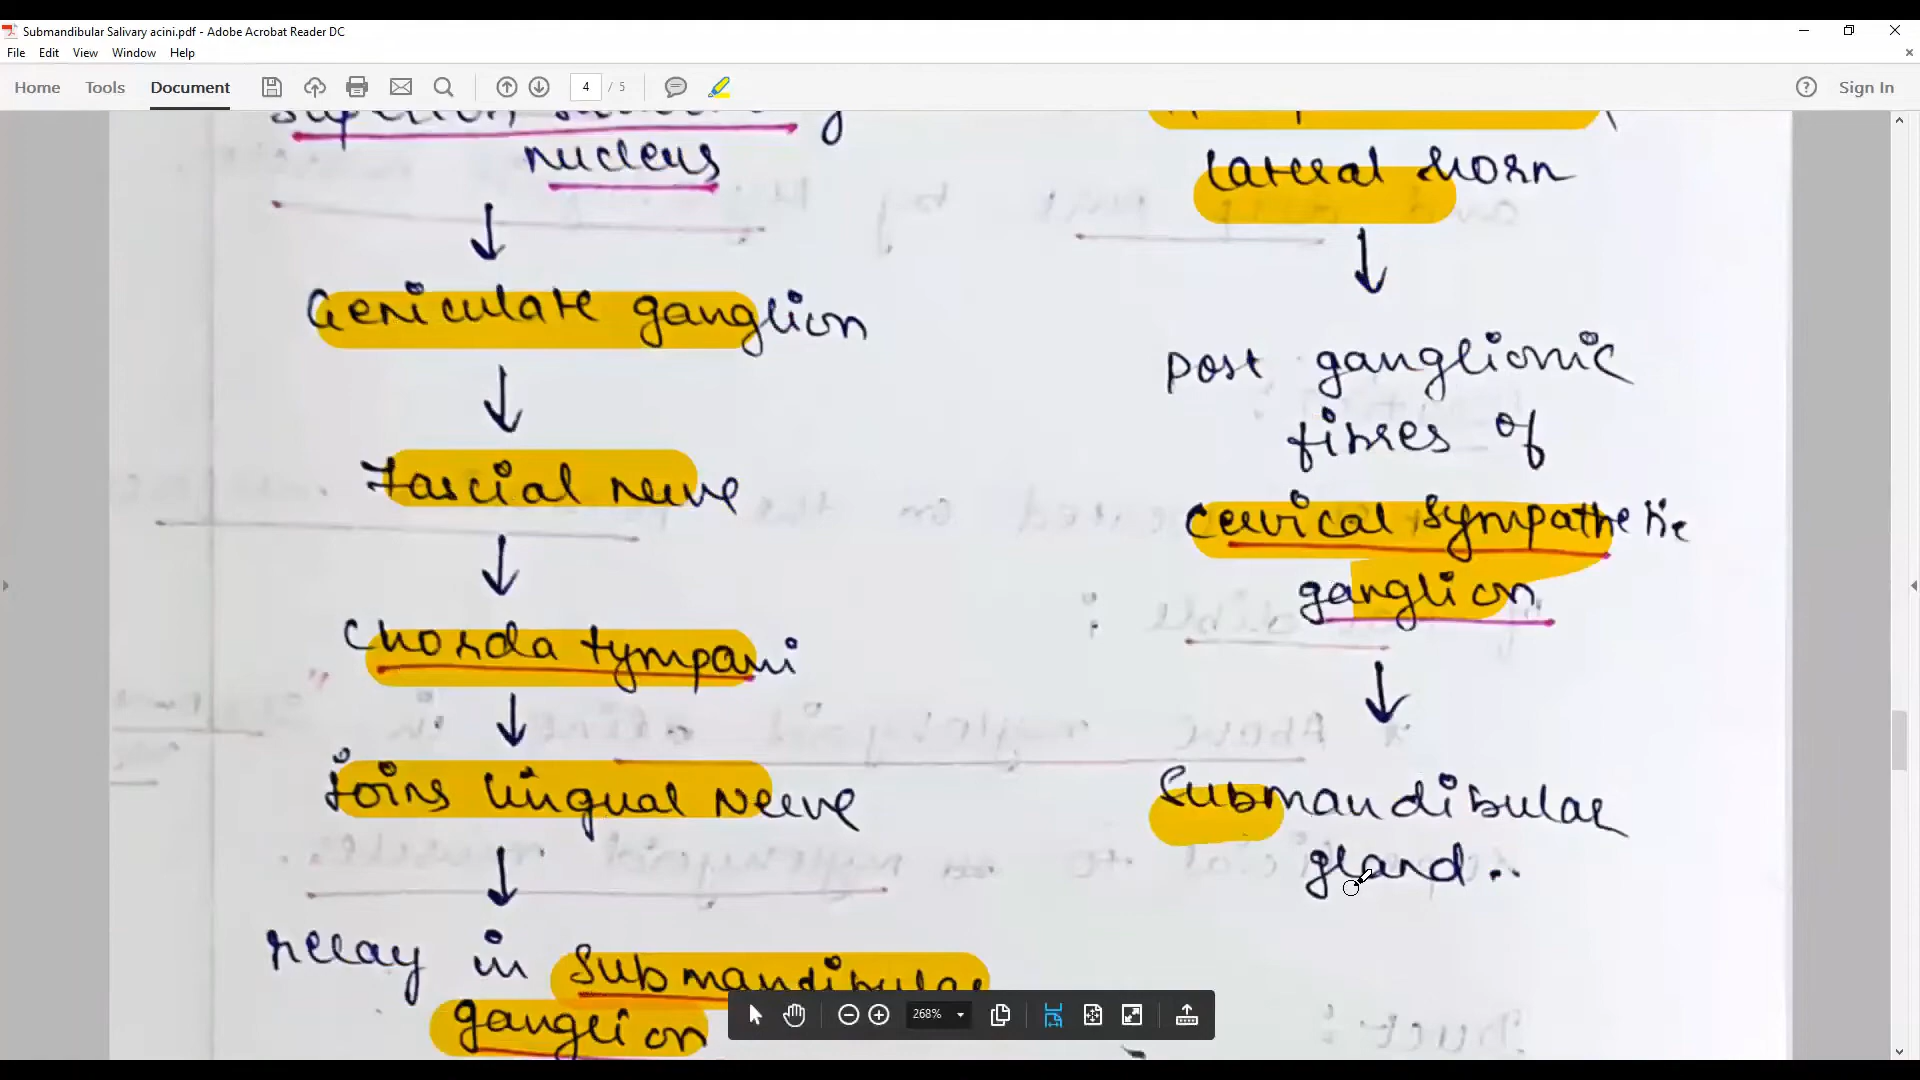 Submandibular Salivary acini.pdf - Adobe Acrobat Reader DC
File Edit View Window Help
Home Tools Document 4 / 5 Sign In
nucleus
Geniculate ganglion
Fascial nerve
Chorda tympani
Joins lingual Nerve
relay in submandibular
ganglion
lateral Horn
post ganglionic
fibres of
cervical sympathetic
ganglion
Submandibular
gland
268%